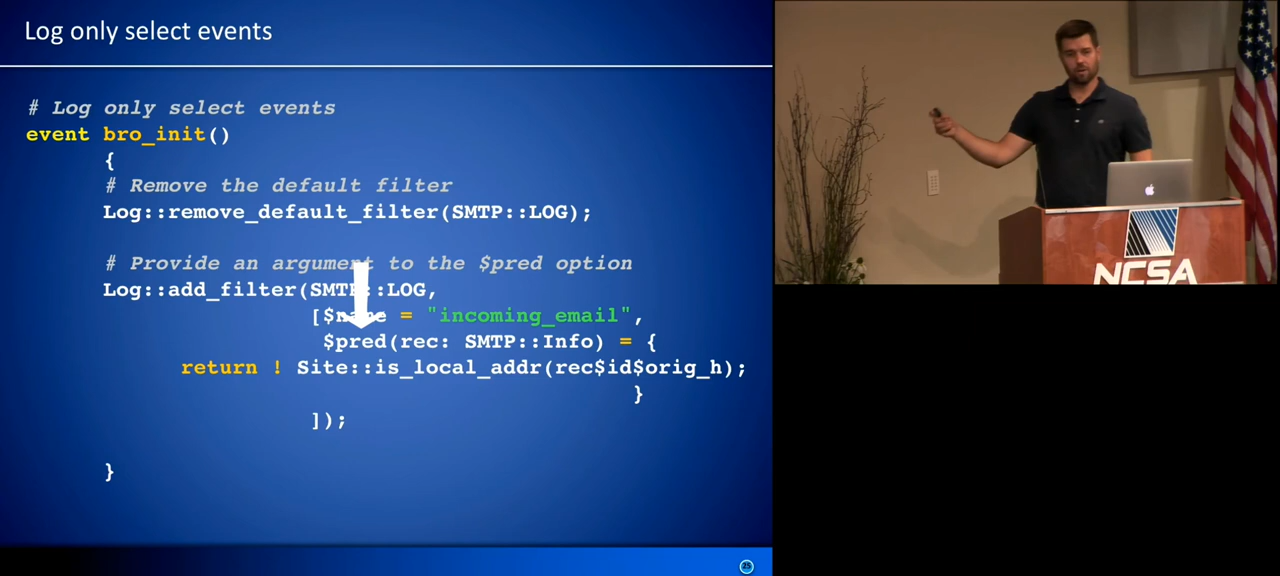 Log only select events
# Log only select events
event bro_init()
{
# Remove the default filter
Log::remove_default_filter(SMTP::LOG);
# Provide an argument to the $pred option
Log::add_filter(SMTP::LOG,
[$name = "incoming_email",
$pred(rec: SMTP::Info) = {
return ! Site::is_local_addr(rec$id$orig_h);
}
]);
}
25
NCSA